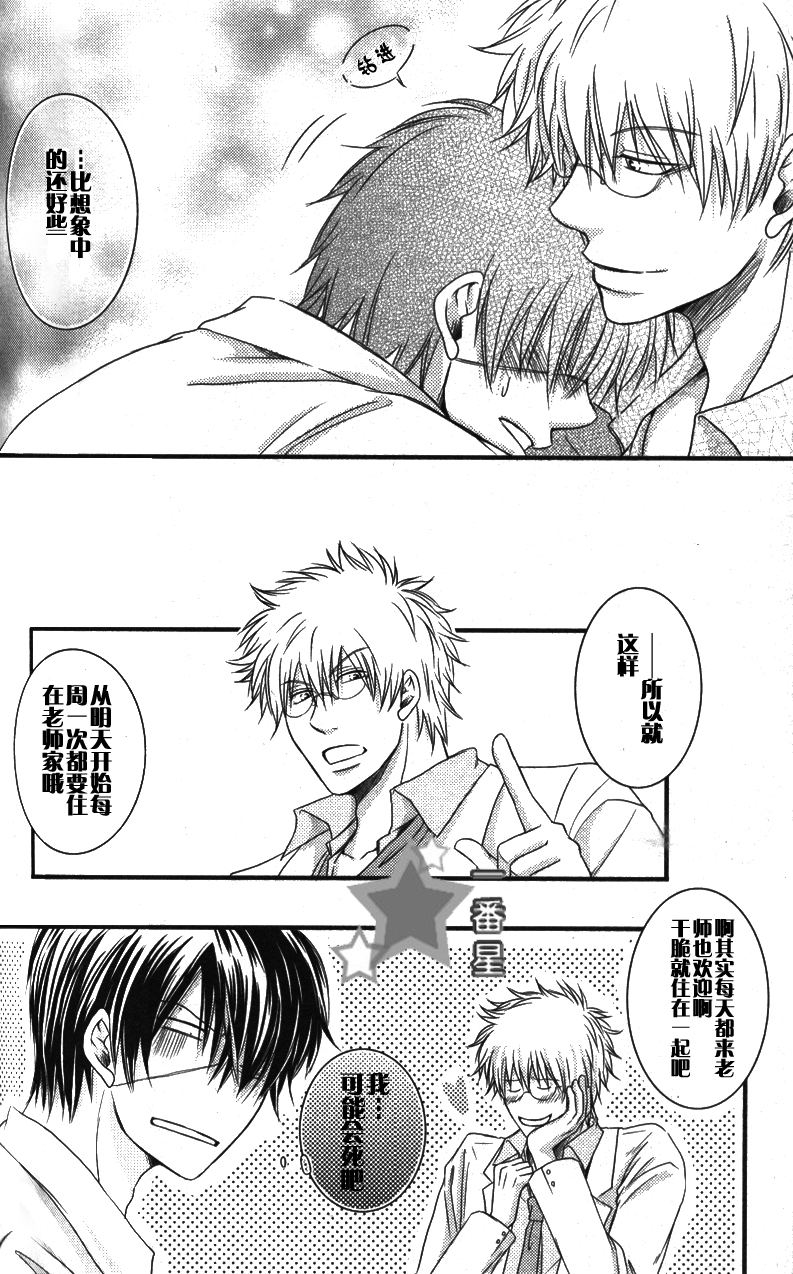 钻进
…比想象中
的还好些
——所以就
这样
从明天开始每
周一次都要住
在老师家哦
一番星
啊其实每天都来老
师也欢迎啊
干脆就住在一起吧
我…
可能会死吧